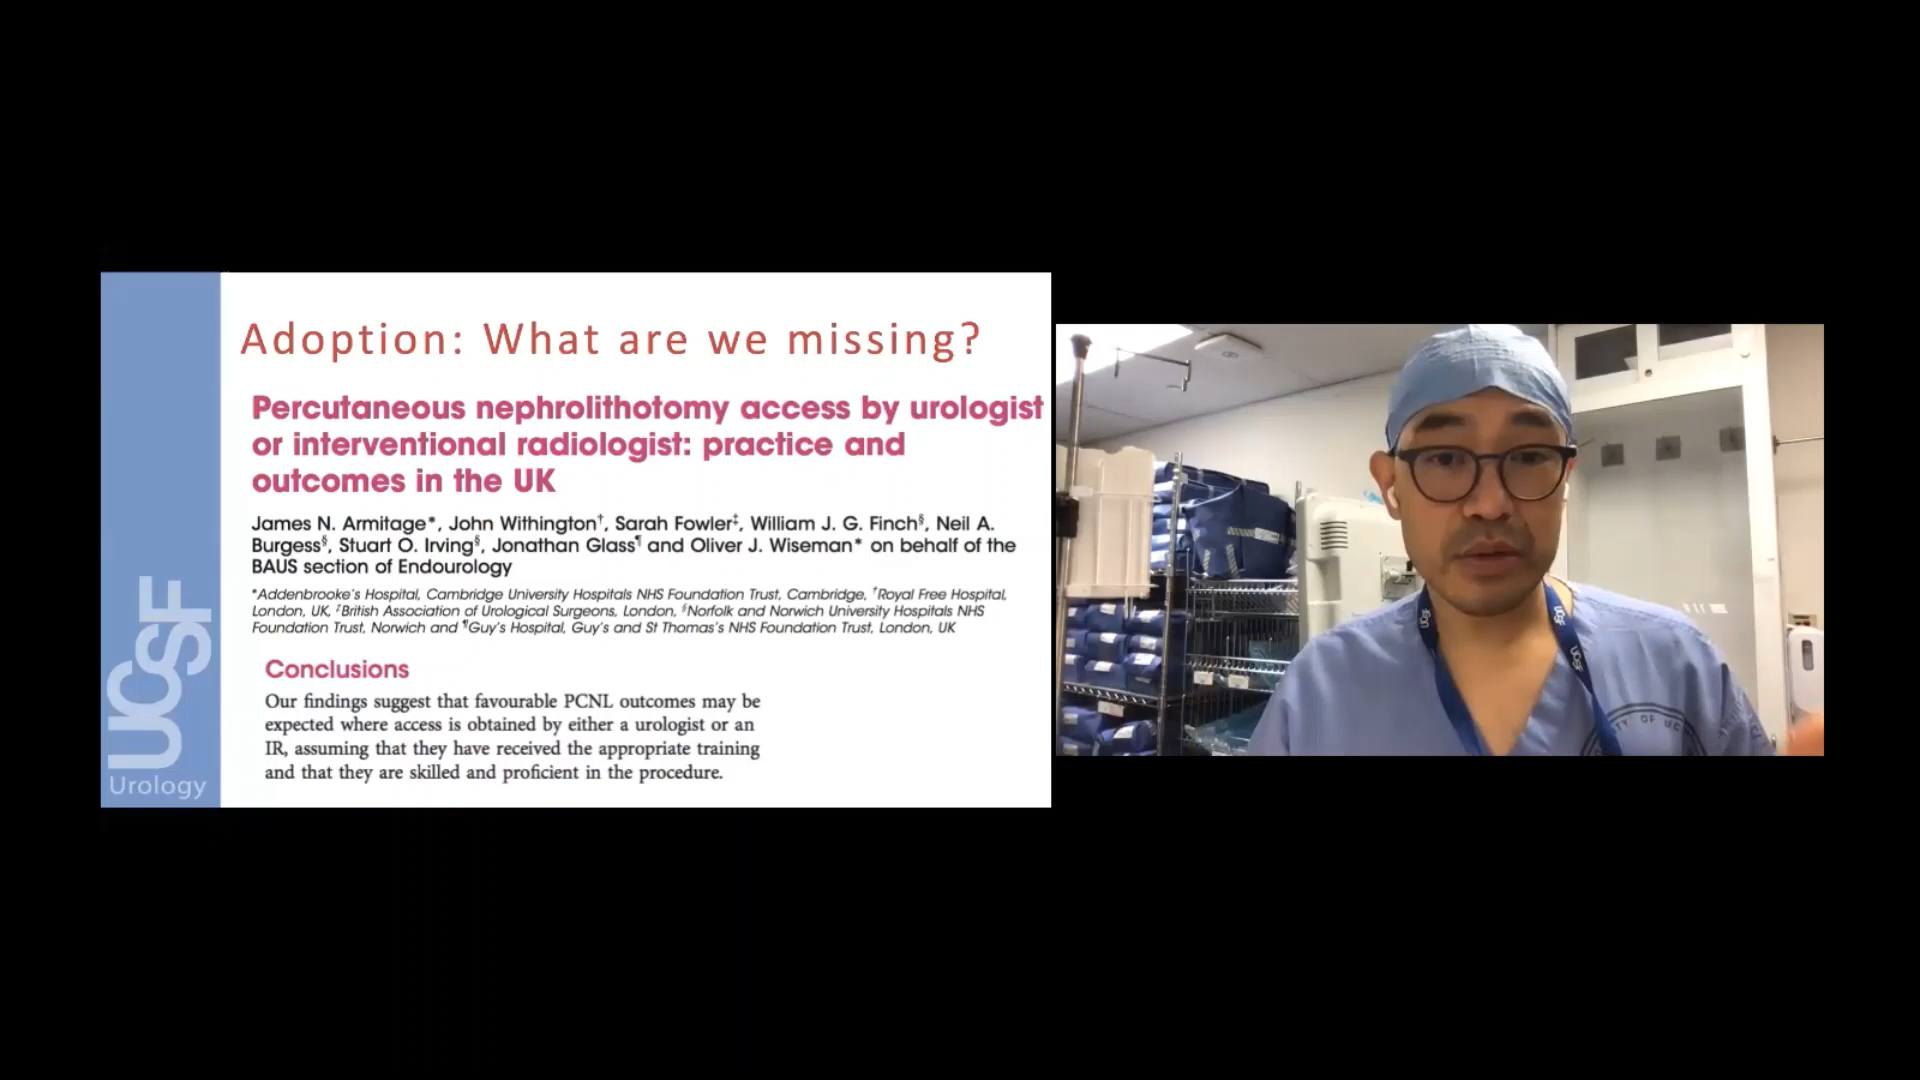 Adoption: What are we missing?
Percutaneous nephrolithotomy access by urologist
or interventional radiologist: practice and
outcomes in the UK
James N. Armitage*, John Withington†, Sarah Fowler‡, William J. G. Finch§, Neil A.
Burgess§, Stuart O. Irving§, Jonathan Glass¶ and Oliver J. Wiseman* on behalf of the
BAUS section of Endourology
*Addenbrooke's Hospital, Cambridge University Hospitals NHS Foundation Trust, Cambridge, †Royal Free Hospital,
London, UK, ‡British Association of Urological Surgeons, London, §Norfolk and Norwich University Hospitals NHS
Foundation Trust, Norwich and ¶Guy's Hospital, Guy's and St Thomas's NHS Foundation Trust, London, UK
Conclusions
Our findings suggest that favourable PCNL outcomes may be
expected where access is obtained by either a urologist or an
IR, assuming that they have received the appropriate training
and that they are skilled and proficient in the procedure.
UCSF
Urology
UCSF
UCSF
UCSF
OF UC